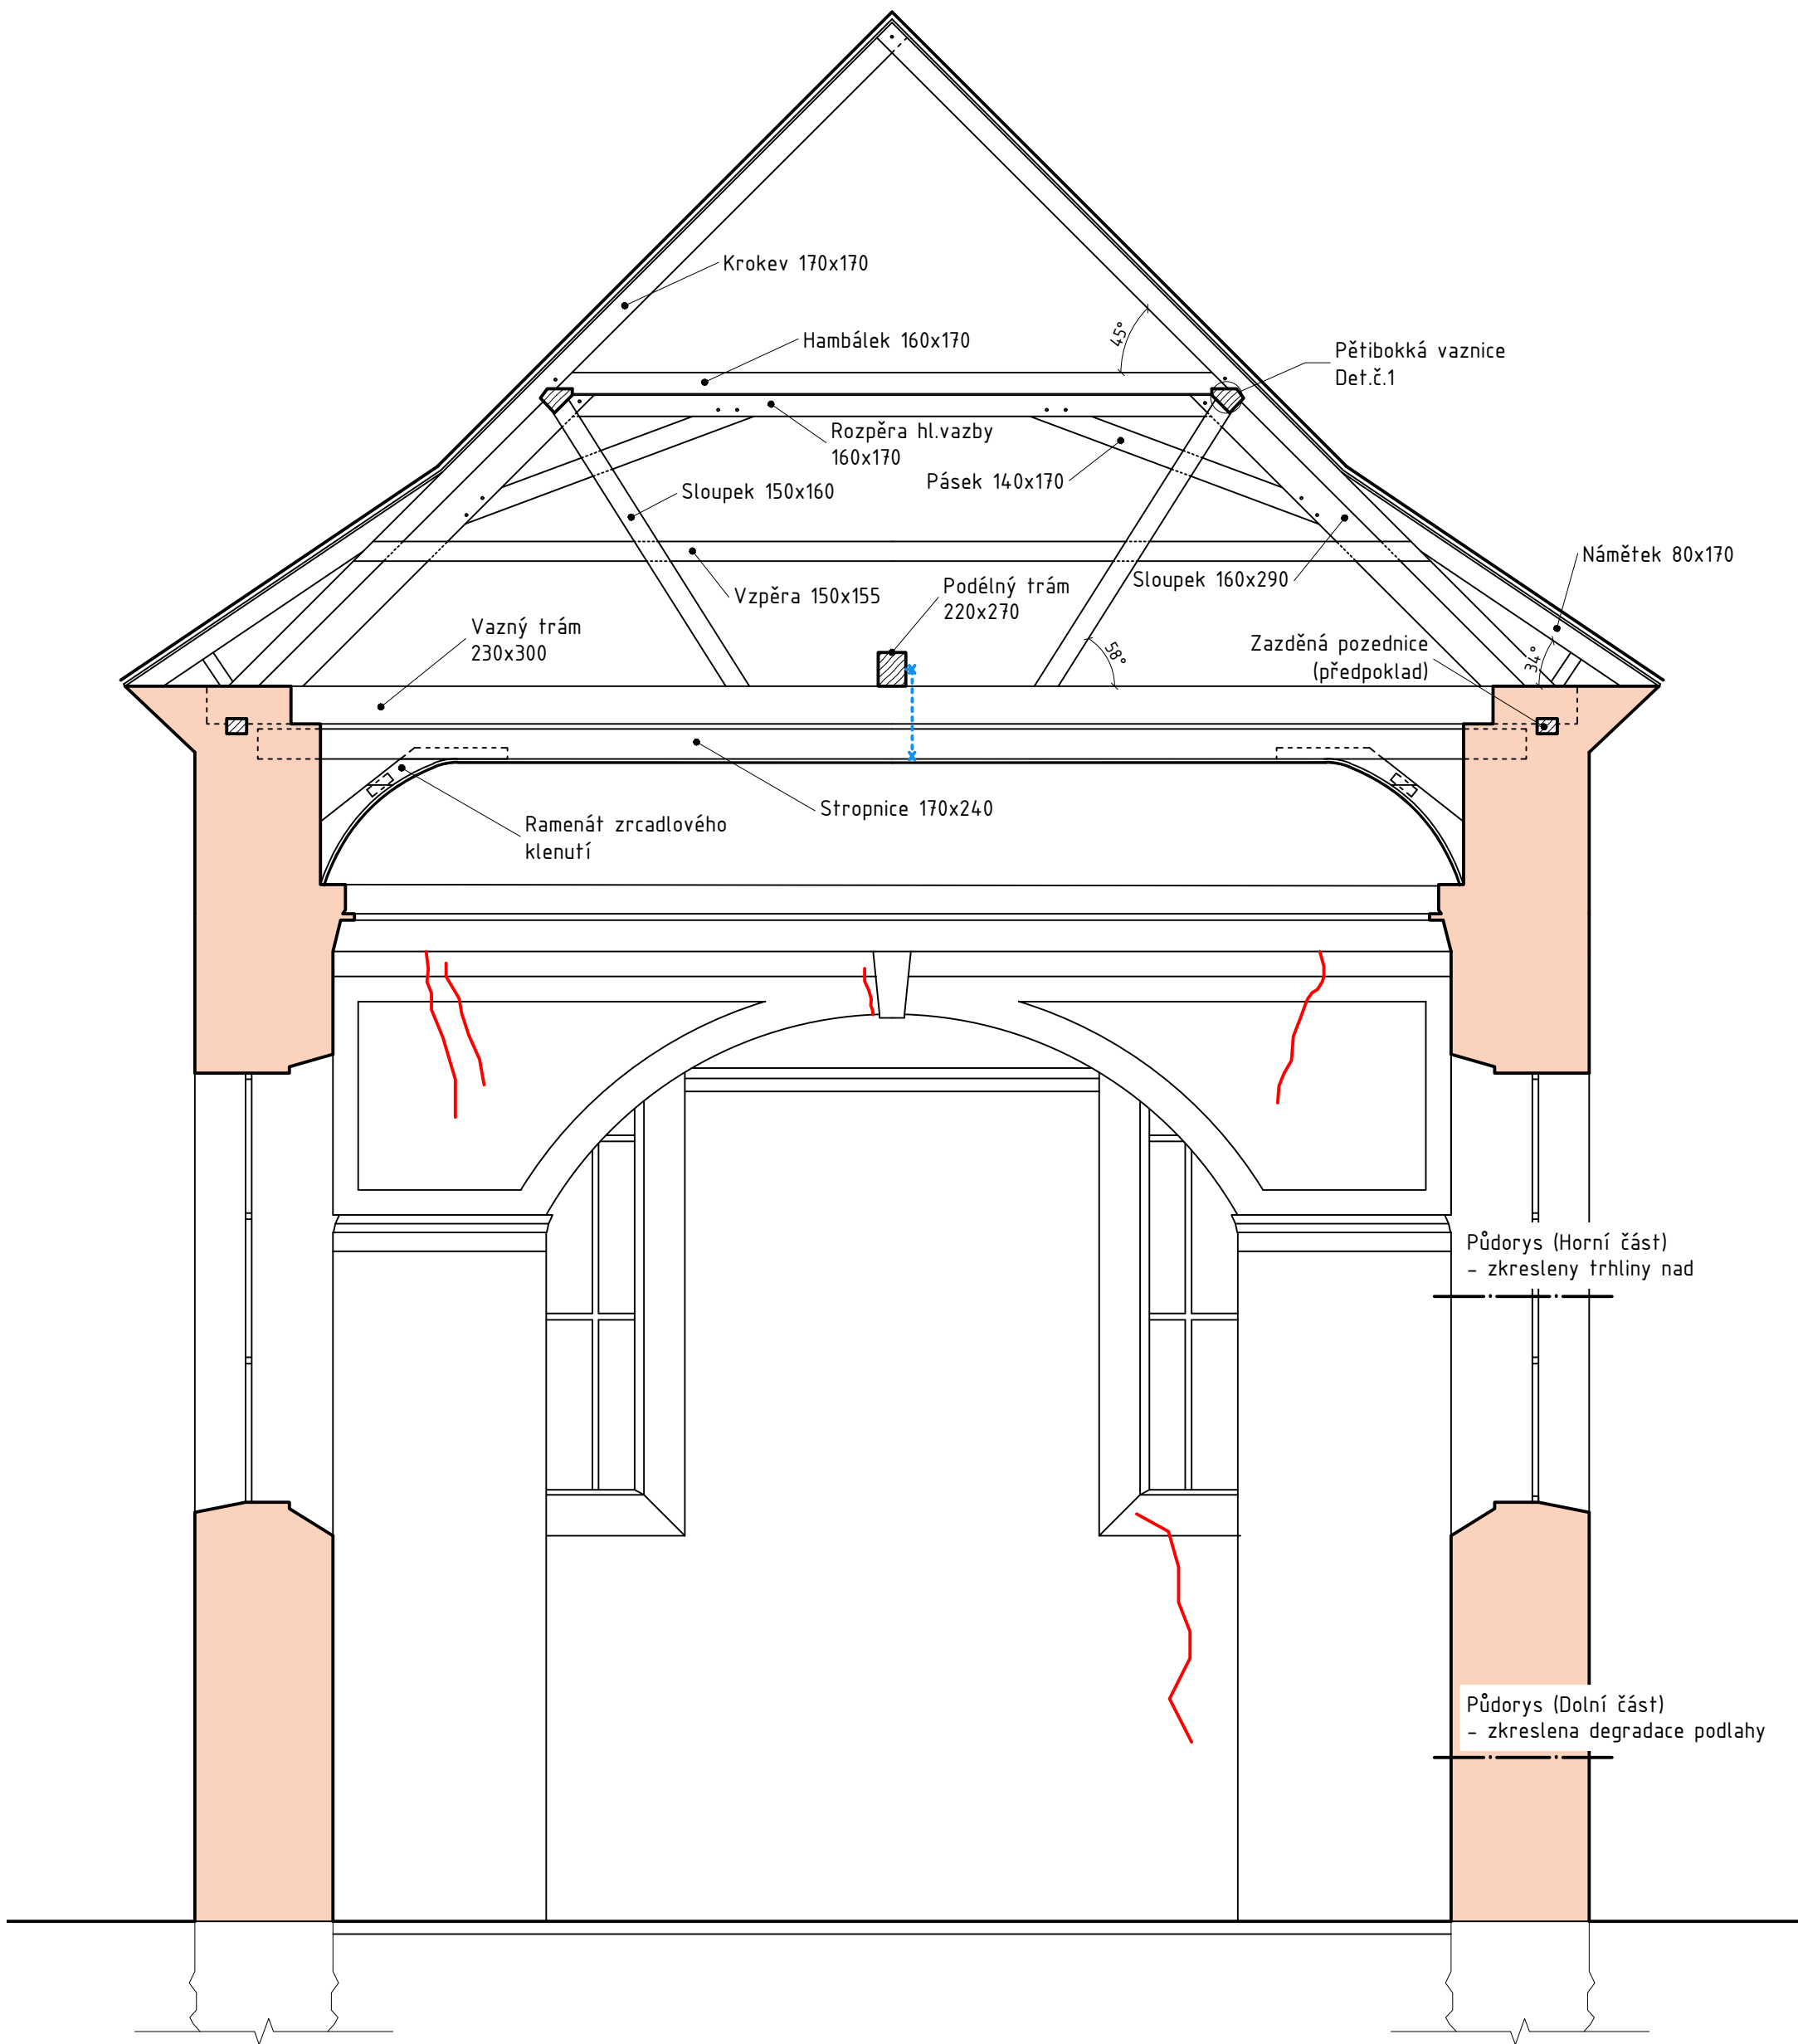 Krokev 170x170
Hambálek 160x170
45°
Pětibokká vaznice
Det.č.1
Rozpěra hl.vazby
160x170
Pásek 140x170
Sloupek 150x160
Námětek 80x170
Vzpěra 150x155
Podélný trám
220x270
Sloupek 160x290
Vazný trám
230x300
58°
Zazděná pozednice
(předpoklad)
34°
Stropnice 170x240
Ramenát zrcadlového
klenutí
Půdorys (Horní část)
- zkresleny trhliny nad
Půdorys (Dolní část)
- zkreslena degradace podlahy